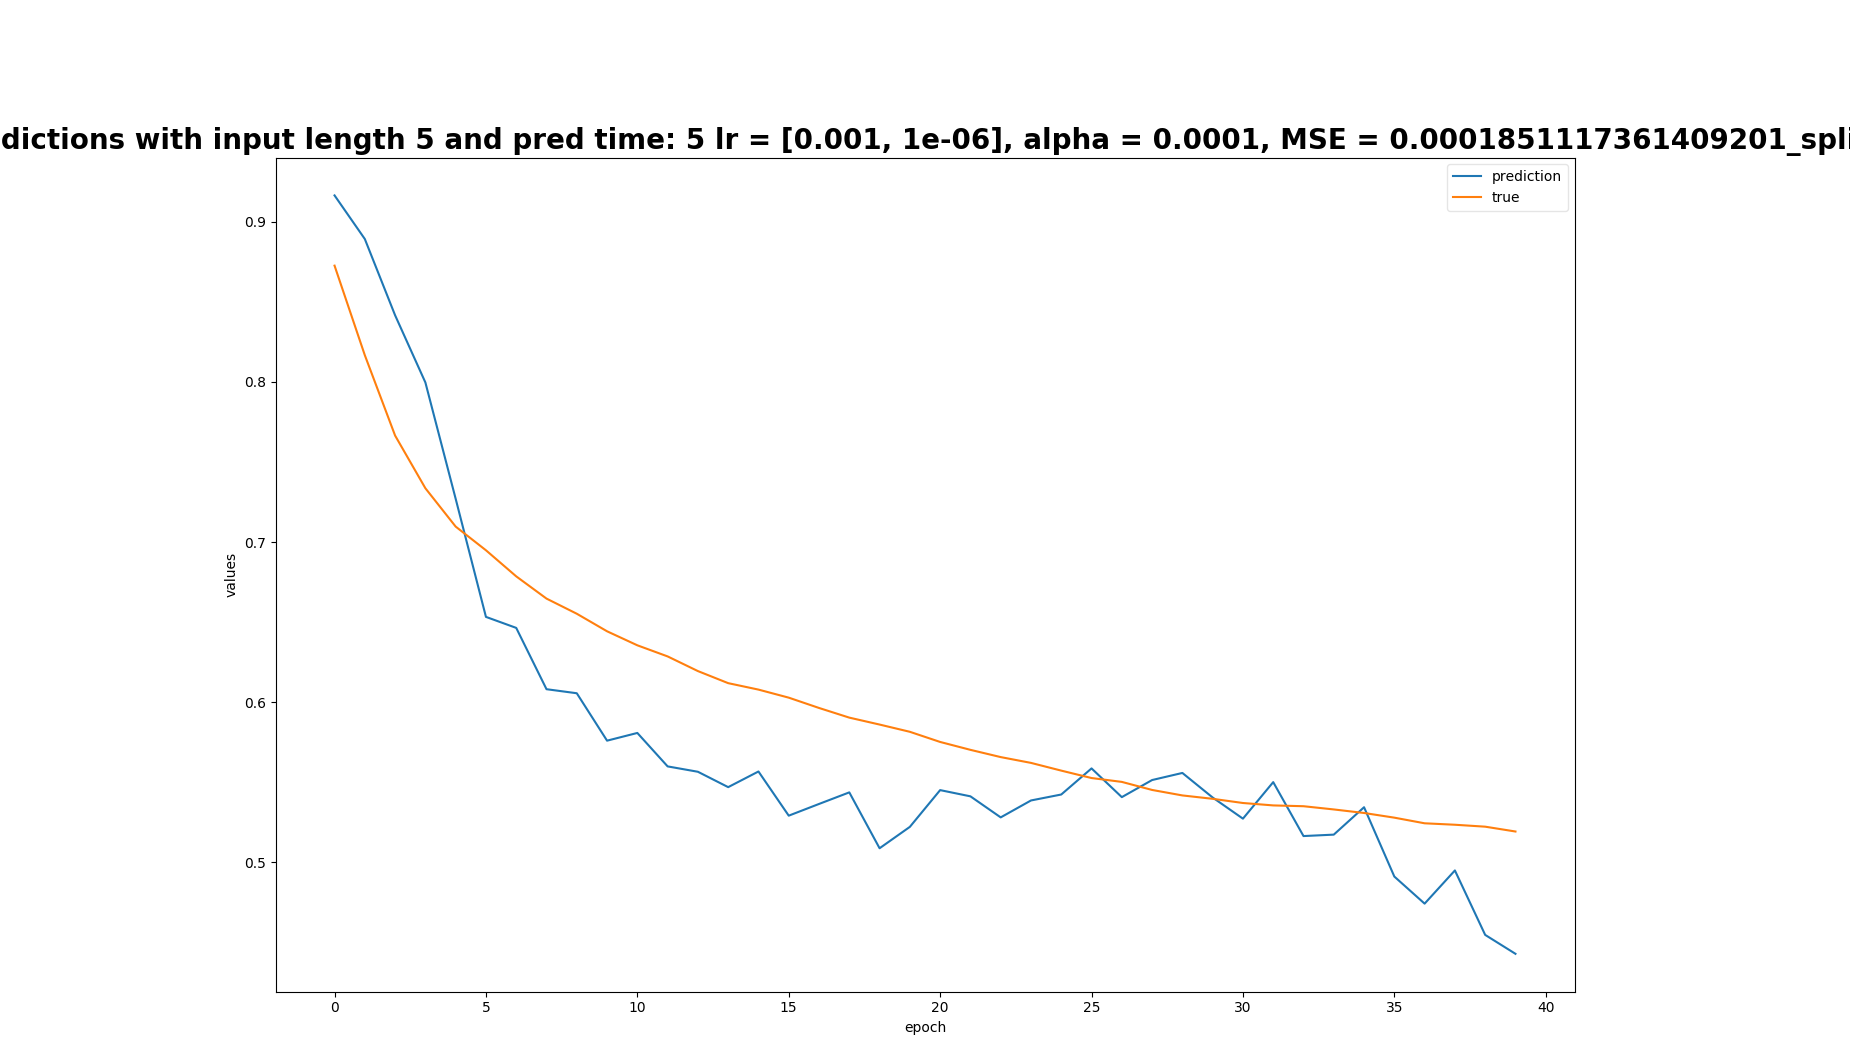 dictions with input length 5 and pred time: 5 lr = [0.001, 1e-06], alpha = 0.0001, MSE = 0.0001851117361409201_spli
prediction
true
0.9
0.8
0.7
0.6
0.5
values
0 5 10 15 20 25 30 35 40
epoch